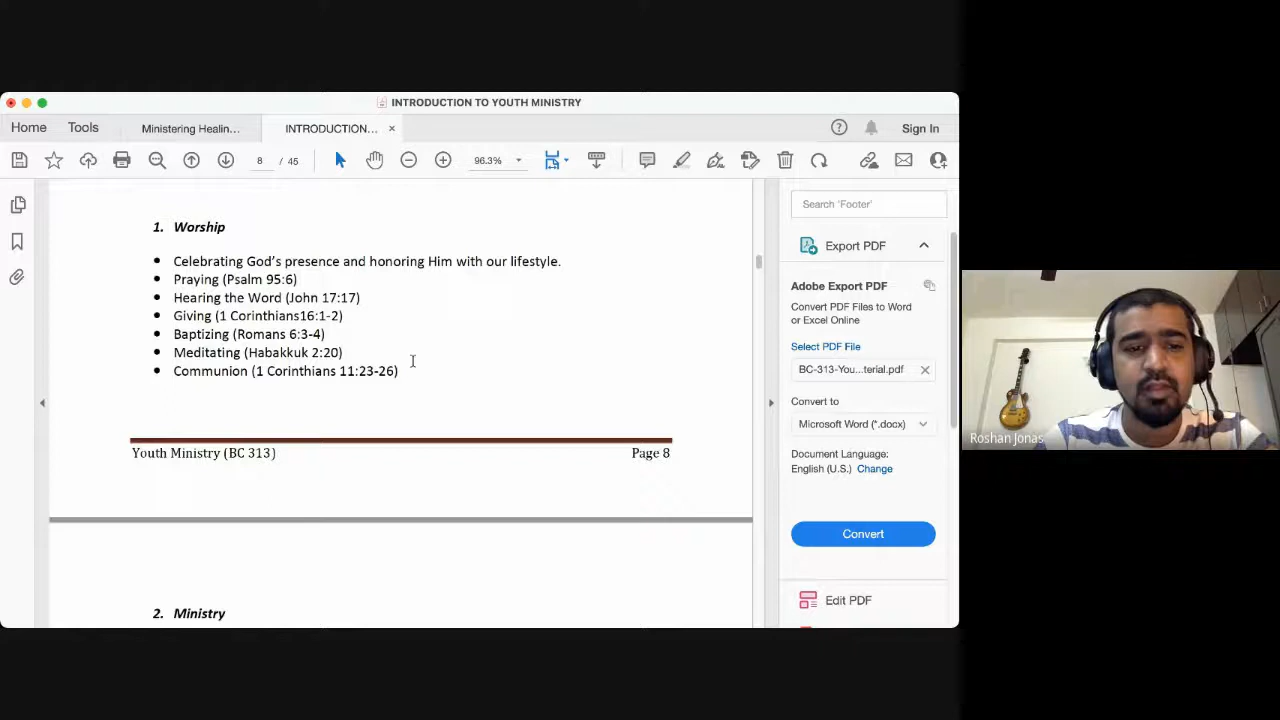 INTRODUCTION TO YOUTH MINISTRY
Home
Tools
Ministering Healin...
INTRODUCTION...
Sign In
8 / 45
96.3%
1. Worship
Celebrating God's presence and honoring Him with our lifestyle.
Praying (Psalm 95:6)
Hearing the Word (John 17:17)
Giving (1 Corinthians16:1-2)
Baptizing (Romans 6:3-4)
Meditating (Habakkuk 2:20)
Communion (1 Corinthians 11:23-26)
Youth Ministry (BC 313)
Page 8
2. Ministry
Search 'Footer'
Export PDF
Adobe Export PDF
Convert PDF Files to Word
or Excel Online
Select PDF File
BC-313-You...terial.pdf
Convert to
Microsoft Word (*.docx)
Document Language:
English (U.S.) Change
Convert
Edit PDF
Roshan Jonas